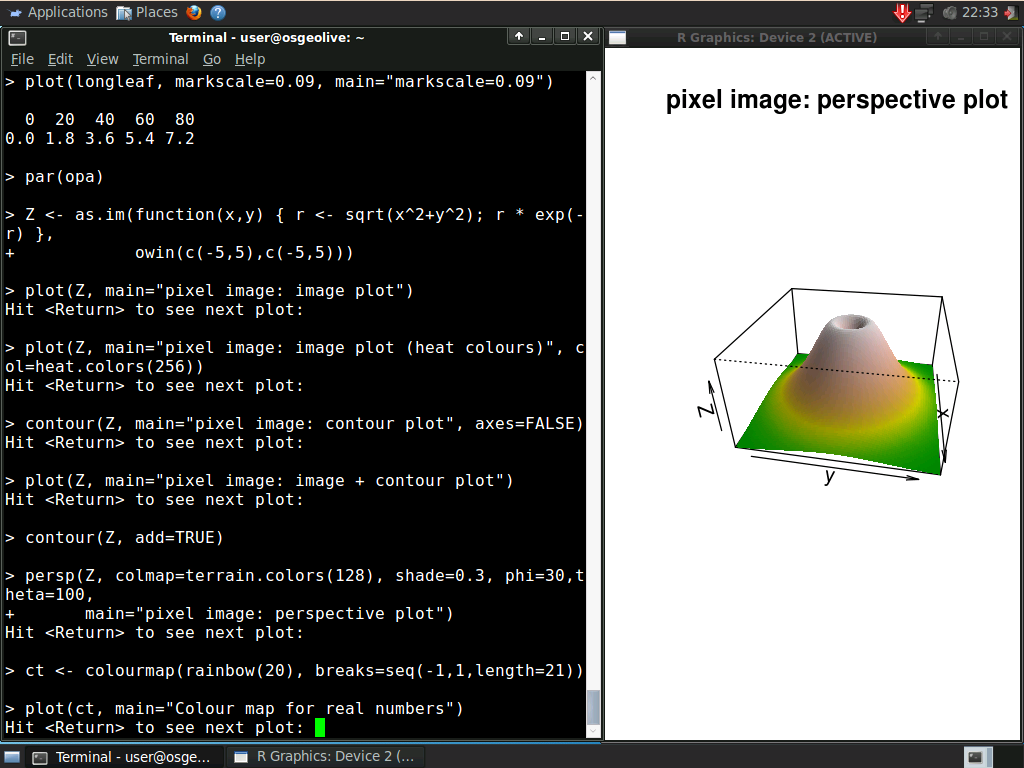 Applications Places 22:33
Terminal - user@osgeolive: ~
File Edit View Terminal Go Help
> plot(longleaf, markscale=0.09, main="markscale=0.09")
0 20 40 60 80
0.0 1.8 3.6 5.4 7.2
> par(opa)
> Z <- as.im(function(x,y) { r <- sqrt(x^2+y^2); r * exp(-
r) },
+ owin(c(-5,5),c(-5,5)))
> plot(Z, main="pixel image: image plot")
Hit <Return> to see next plot:
> plot(Z, main="pixel image: image plot (heat colours)", c
ol=heat.colors(256))
Hit <Return> to see next plot:
> contour(Z, main="pixel image: contour plot", axes=FALSE)
Hit <Return> to see next plot:
> plot(Z, main="pixel image: image + contour plot")
Hit <Return> to see next plot:
> contour(Z, add=TRUE)
> persp(Z, colmap=terrain.colors(128), shade=0.3, phi=30,t
heta=100,
+ main="pixel image: perspective plot")
Hit <Return> to see next plot:
> ct <- colourmap(rainbow(20), breaks=seq(-1,1,length=21))
> plot(ct, main="Colour map for real numbers")
Hit <Return> to see next plot:
R Graphics: Device 2 (ACTIVE)
pixel image: perspective plot
Z
x
y
Terminal - user@osge...
R Graphics: Device 2 (...